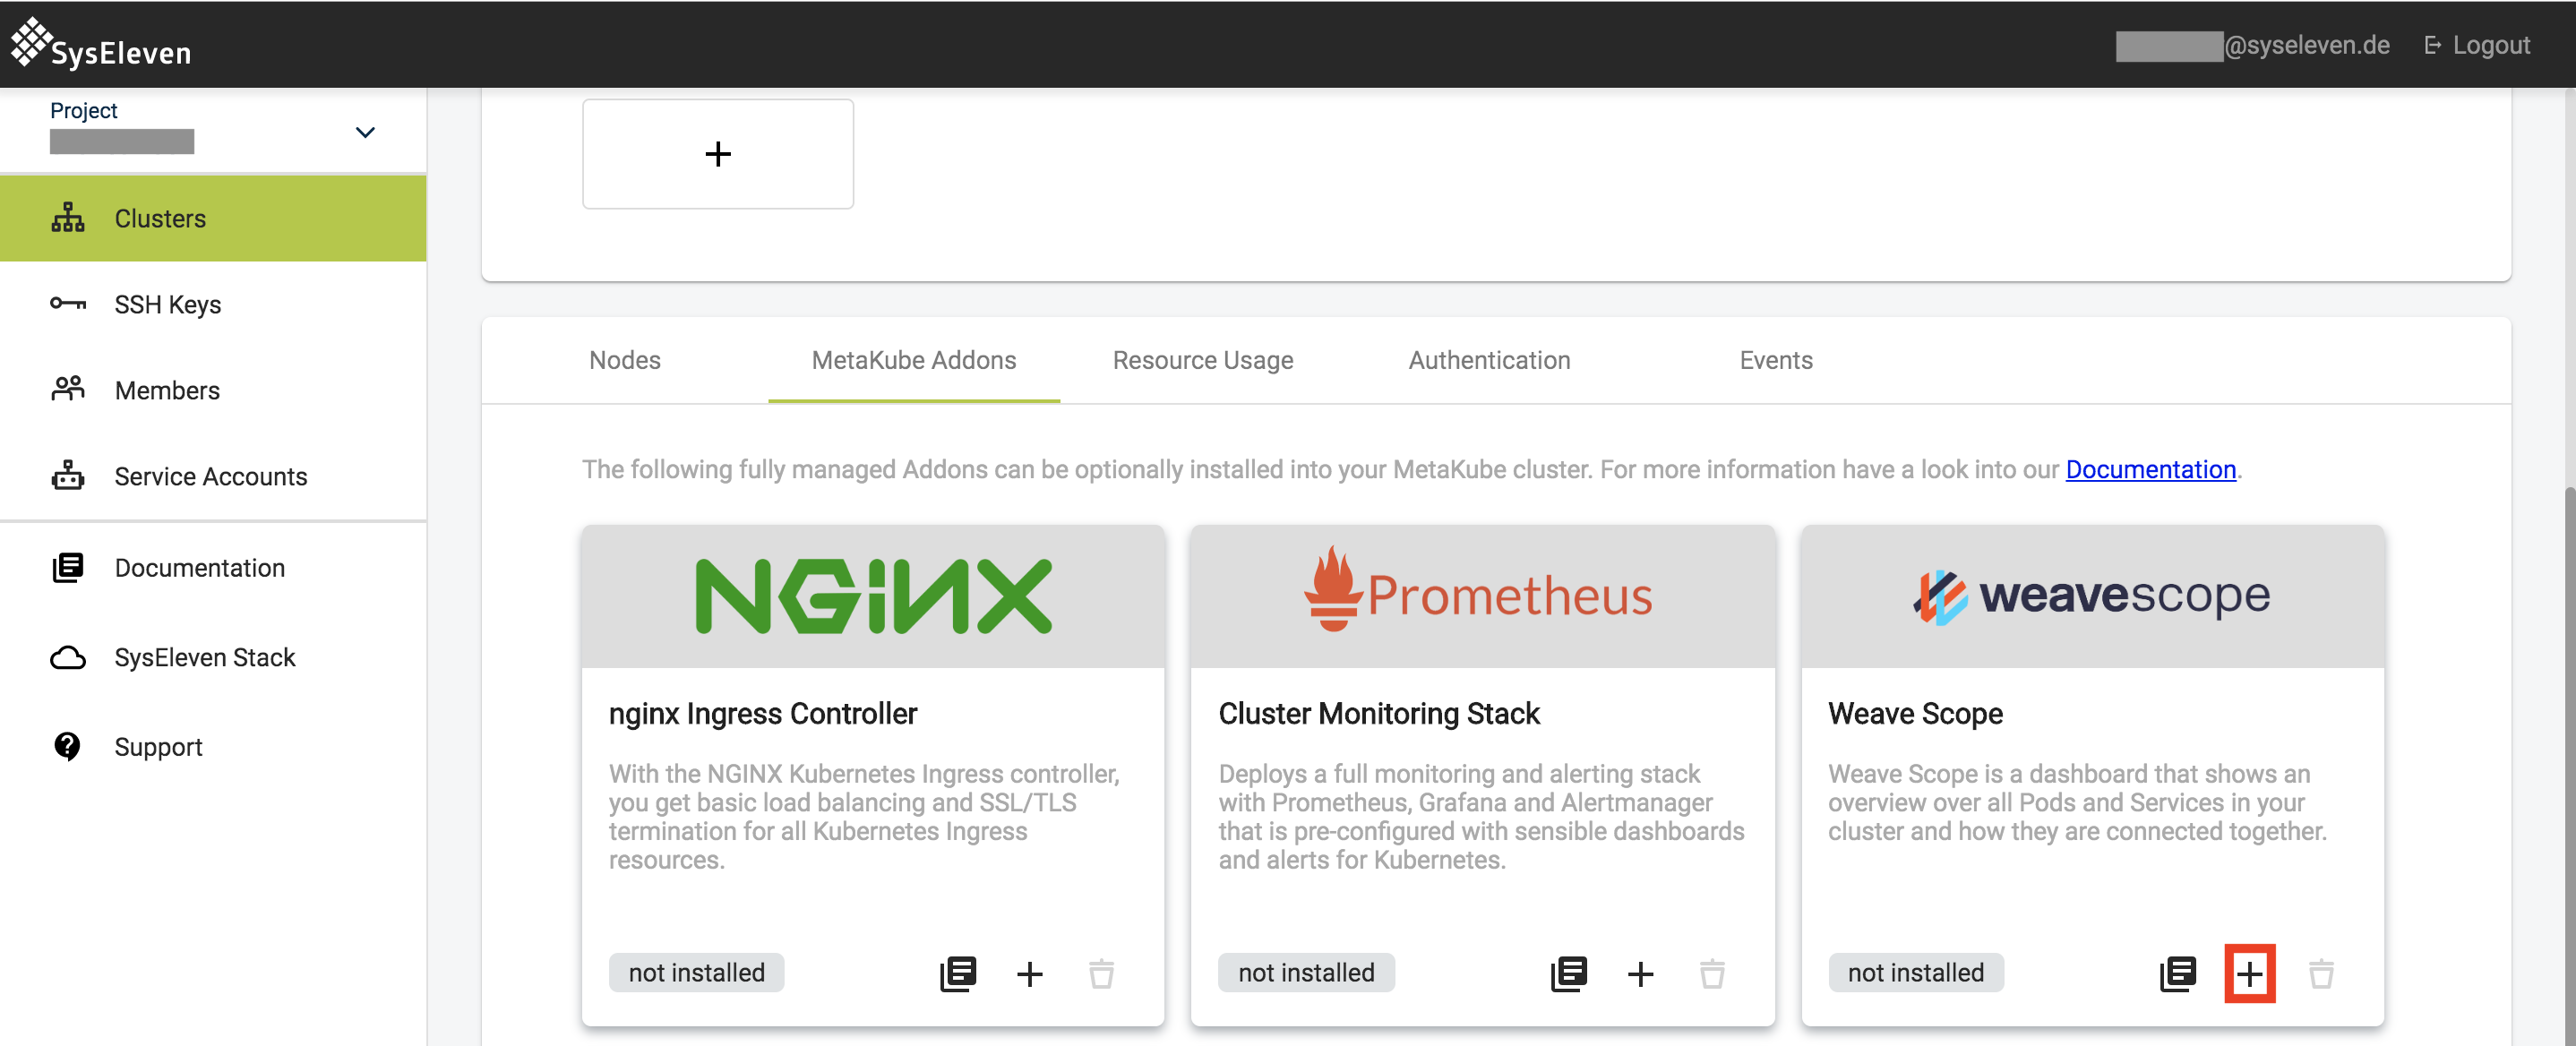 SysEleven
@syseleven.de
Logout
Project
Clusters
SSH Keys
Members
Service Accounts
Documentation
SysEleven Stack
Support
Nodes
MetaKube Addons
Resource Usage
Authentication
Events
The following fully managed Addons can be optionally installed into your MetaKube cluster. For more information have a look into our Documentation.
NGINX
nginx Ingress Controller
With the NGINX Kubernetes Ingress controller,
you get basic load balancing and SSL/TLS
termination for all Kubernetes Ingress
resources.
not installed
Prometheus
Cluster Monitoring Stack
Deploys a full monitoring and alerting stack
with Prometheus, Grafana and Alertmanager
that is pre-configured with sensible dashboards
and alerts for Kubernetes.
not installed
weavescope
Weave Scope
Weave Scope is a dashboard that shows an
overview over all Pods and Services in your
cluster and how they are connected together.
not installed